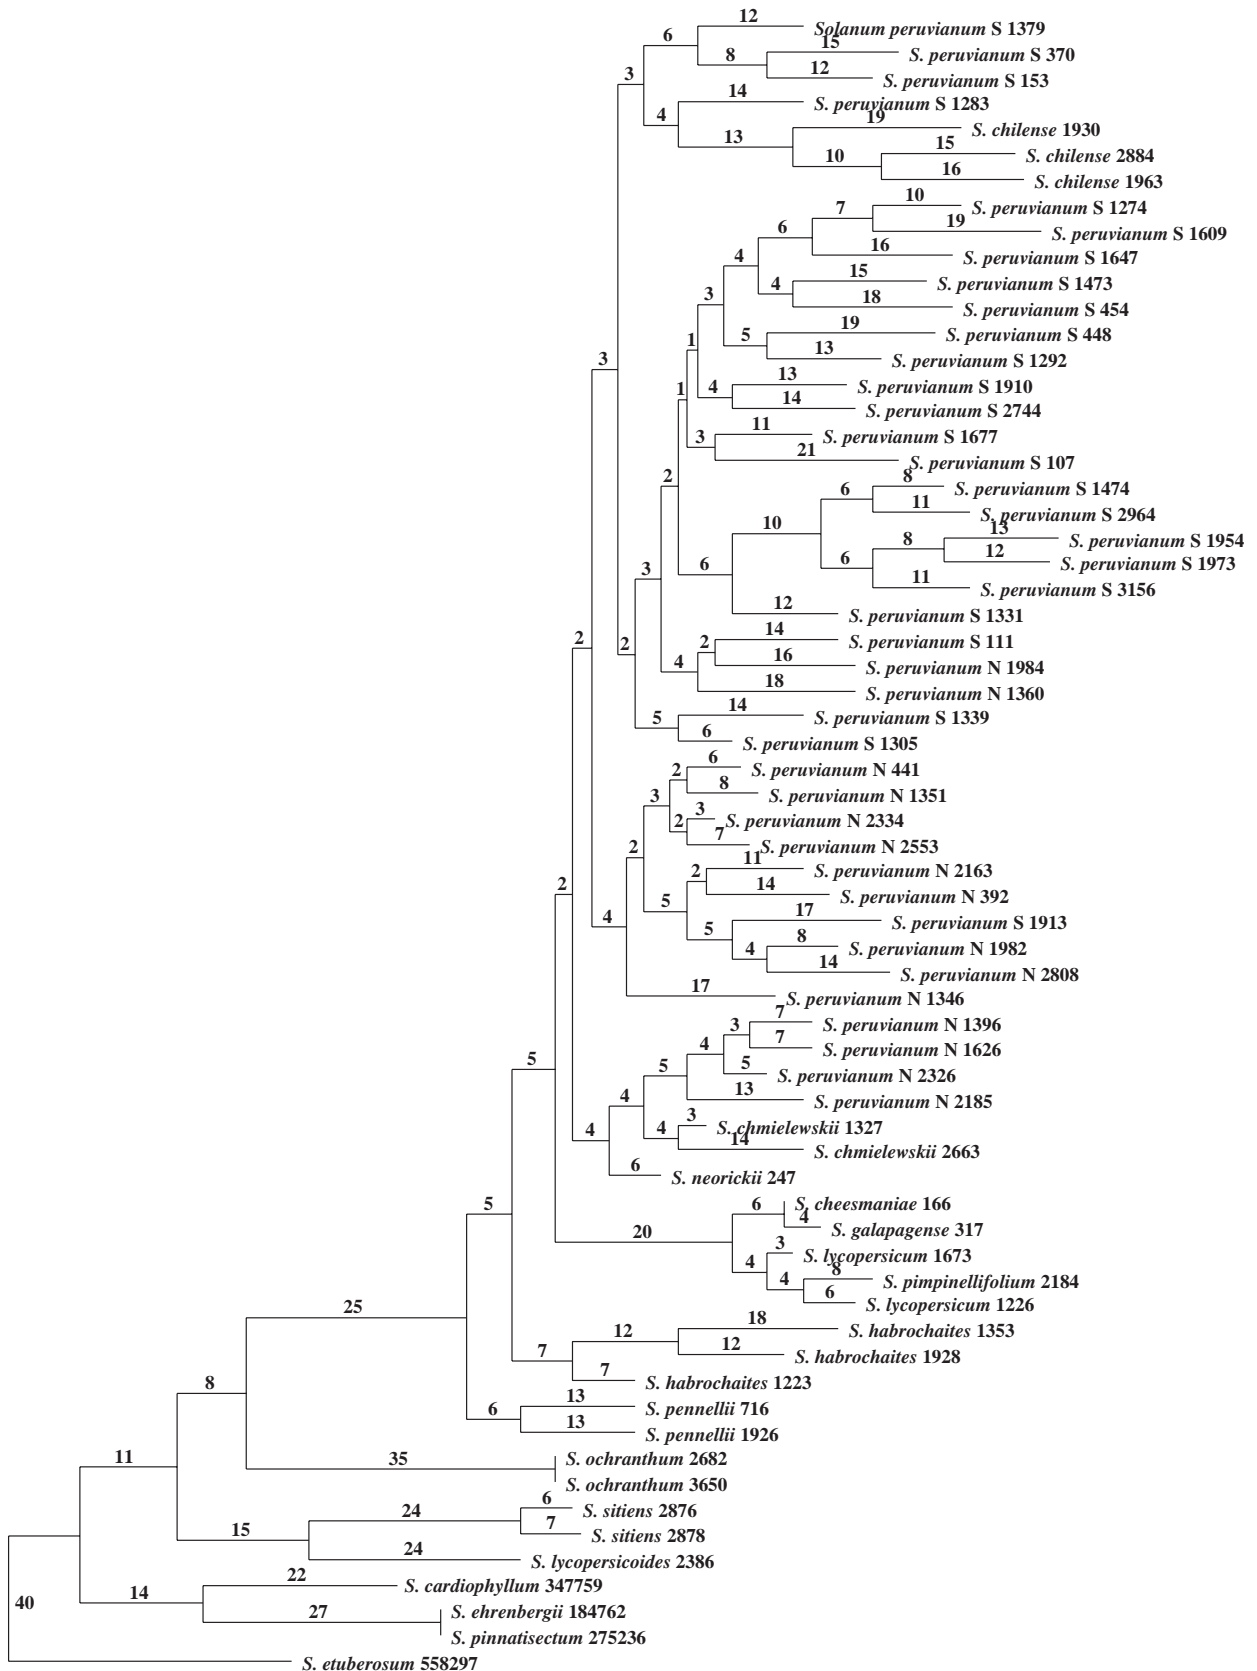 12
Solanum peruvianum S 1379
6
15
S. peruvianum S 370
8
12
S. peruvianum S 153
3
14
S. peruvianum S 1283
4
19
S. chilense 1930
13
15
S. chilense 2884
10
16
S. chilense 1963
10
S. peruvianum S 1274
7
19
S. peruvianum S 1609
6
16
S. peruvianum S 1647
4
15
S. peruvianum S 1473
4
18
S. peruvianum S 454
3
19
S. peruvianum S 448
5
13
S. peruvianum S 1292
1
3
13
S. peruvianum S 1910
4
14
S. peruvianum S 2744
1
11
S. peruvianum S 1677
3
21
S. peruvianum S 107
2
8
S. peruvianum S 1474
6
11
S. peruvianum S 2964
10
13
S. peruvianum S 1954
8
12
S. peruvianum S 1973
6
11
S. peruvianum S 3156
6
3
12
S. peruvianum S 1331
14
S. peruvianum S 111
2
16
S. peruvianum N 1984
4
18
S. peruvianum N 1360
2
2
14
S. peruvianum S 1339
5
6
S. peruvianum S 1305
6
S. peruvianum N 441
2
8
S. peruvianum N 1351
3
3
S. peruvianum N 2334
2
7
S. peruvianum N 2553
2
11
S. peruvianum N 2163
2
14
S. peruvianum N 392
5
17
S. peruvianum S 1913
5
8
S. peruvianum N 1982
4
14
S. peruvianum N 2808
4
2
17
S. peruvianum N 1346
7
S. peruvianum N 1396
3
7
S. peruvianum N 1626
4
5
S. peruvianum N 2326
5
13
S. peruvianum N 2185
4
3
S. chmielewskii 1327
4
14
S. chmielewskii 2663
4
6
S. neorickii 247
5
6
S. cheesmaniae 166
4
S. galapagense 317
20
3
S. lycopersicum 1673
4
8
S. pimpinellifolium 2184
4
6
S. lycopersicum 1226
5
18
S. habrochaites 1353
12
12
S. habrochaites 1928
7
7
S. habrochaites 1223
25
13
S. pennellii 716
6
13
S. pennellii 1926
8
35
S. ochranthum 2682
S. ochranthum 3650
11
6
S. sitiens 2876
24
7
S. sitiens 2878
15
24
S. lycopersicoides 2386
22
S. cardiophyllum 347759
14
27
S. ehrenbergii 184762
S. pinnatisectum 275236
40
S. etuberosum 558297